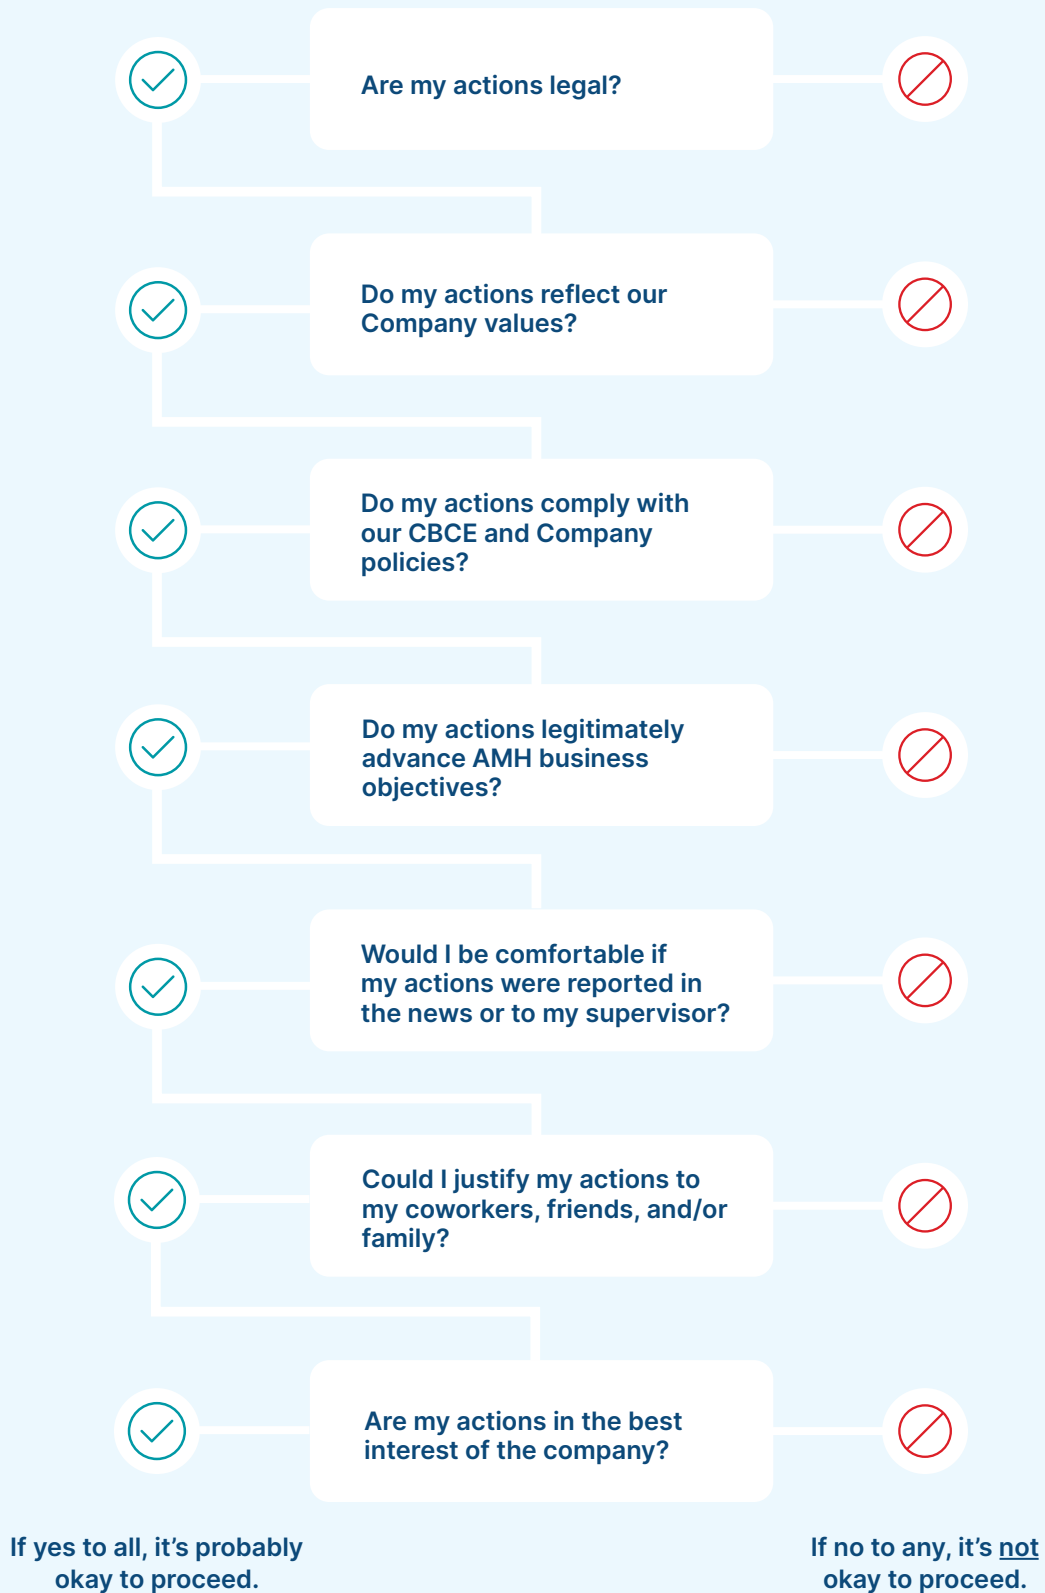 Are my actions legal?
Do my actions reflect our
Company values?
Do my actions comply with
our CBCE and Company
policies?
Do my actions legitimately
advance AMH business
objectives?
Would I be comfortable if
my actions were reported in
the news or to my supervisor?
Could I justify my actions to
my coworkers, friends, and/or
family?
Are my actions in the best
interest of the company?
If yes to all, it’s probably
okay to proceed.
If no to any, it’s not
okay to proceed.